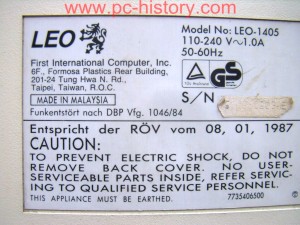 www.pc-history.com
LEO
Model No: LEO-1405
110-240 V~1.0A
50-60Hz
First International Computer, Inc.
6F., Formosa Plastics Rear Building,
201-24 Tung Hwa N. Rd.,
Taipei, Taiwan, R.O.C.
GS
MADE IN MALAYSIA
S/N
Funkentstört nach DBP Vfg. 1046/84
Entspricht der RÖV vom 08, 01, 1987
CAUTION:
TO PREVENT ELECTRIC SHOCK, DO NOT
REMOVE BACK COVER. NO USER-
SERVICEABLE PARTS INSIDE, REFER SERVIC-
ING TO QUALIFIED SERVICE PERSONNEL.
THIS APPLIANCE MUST BE EARTHED.
7735406500